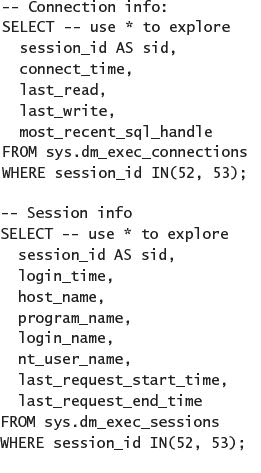 -- Connection info:
SELECT -- use * to explore
  session_id AS sid,
  connect_time,
  last_read,
  last_write,
  most_recent_sql_handle
FROM sys.dm_exec_connections
WHERE session_id IN(52, 53);

-- Session info
SELECT -- use * to explore
  session_id AS sid,
  login_time,
  host_name,
  program_name,
  login_name,
  nt_user_name,
  last_request_start_time,
  last_request_end_time
FROM sys.dm_exec_sessions
WHERE session_id IN(52, 53);